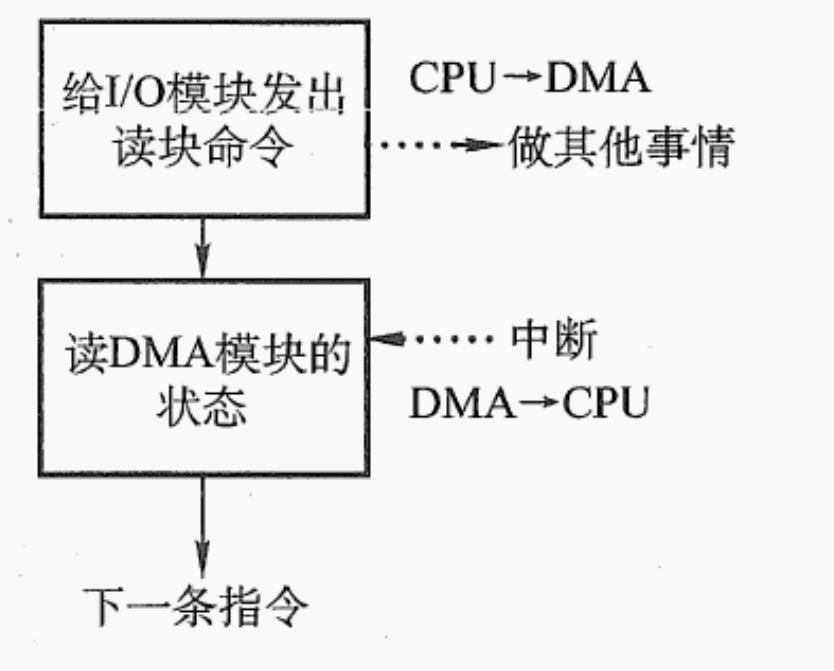 给I/O模块发出
读块命令
CPU→DMA
做其他事情
读DMA模块的
状态
中断
DMA→CPU
下一条指令